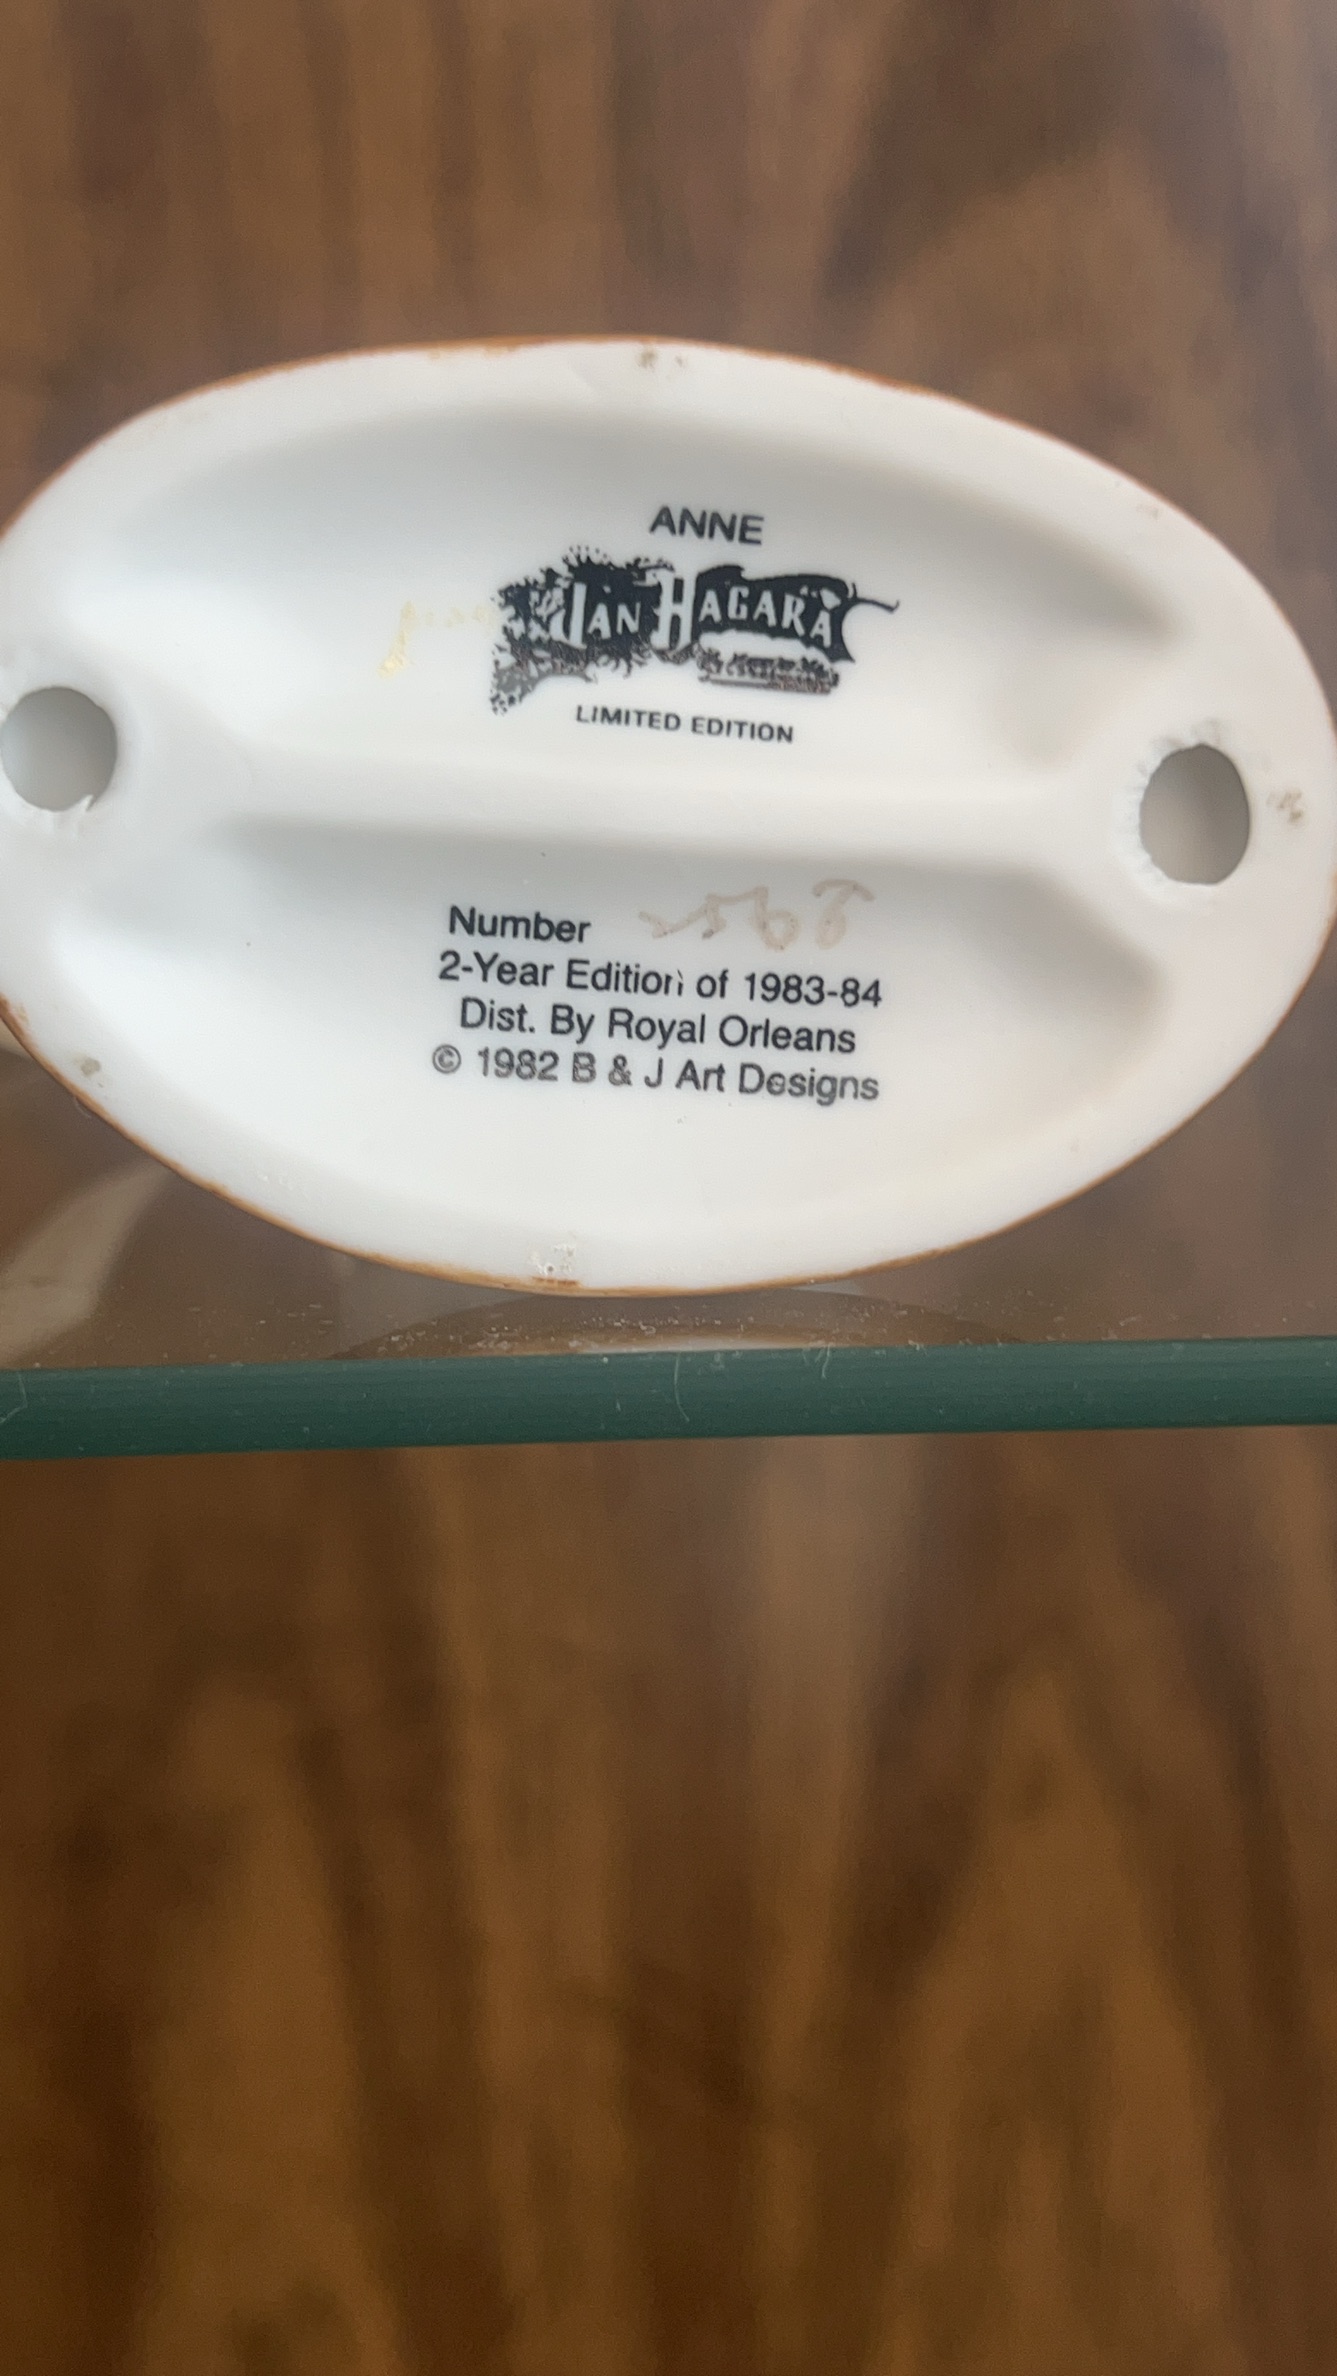 ANNE
JAN HAGARA
LIMITED EDITION
Number
2-Year Edition of 1983-84
Dist. By Royal Orleans
© 1982 B & J Art Designs